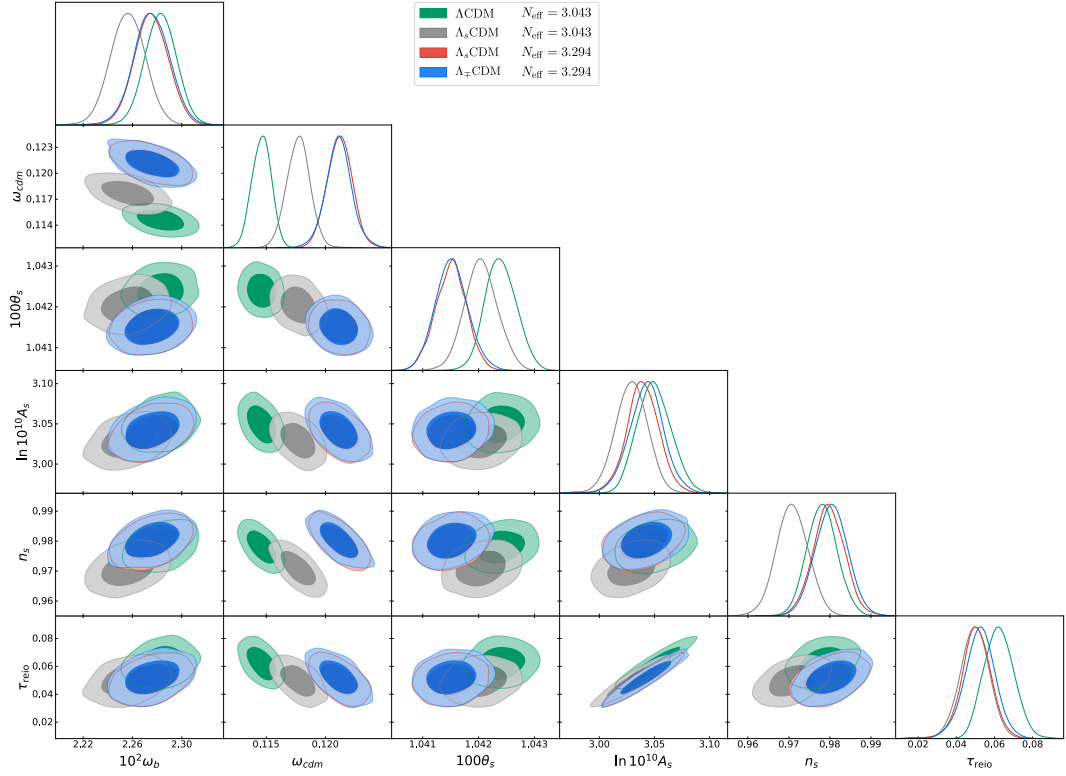 ΛCDM N_eff = 3.043
Λ_sCDM N_eff = 3.043
Λ_sCDM N_eff = 3.294
Λ_∓CDM N_eff = 3.294
0.123
0.120
0.117
0.114
ω_cdm
1.043
1.042
1.041
100θ_s
3.10
3.05
3.00
ln 10^10 A_s
0.99
0.98
0.97
0.96
n_s
0.08
0.06
0.04
0.02
τ_reio
2.22 2.26 2.30 0.115 0.120 1.041 1.042 1.043 3.00 3.05 3.10 0.96 0.97 0.98 0.99 0.02 0.04 0.06 0.08
10^2 ω_b ω_cdm 100θ_s ln 10^10 A_s n_s τ_reio